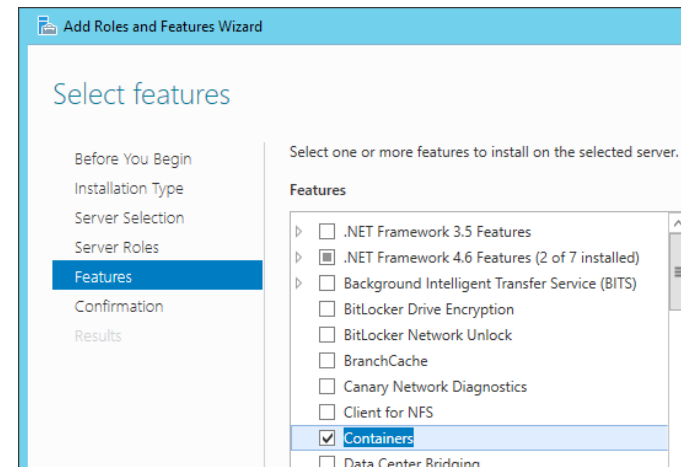 Add Roles and Features Wizard
Select features
Before You Begin
Installation Type
Server Selection
Server Roles
Features
Confirmation
Results
Select one or more features to install on the selected server.
Features
.NET Framework 3.5 Features
.NET Framework 4.6 Features (2 of 7 installed)
Background Intelligent Transfer Service (BITS)
BitLocker Drive Encryption
BitLocker Network Unlock
BranchCache
Canary Network Diagnostics
Client for NFS
Containers
Data Center Bridging